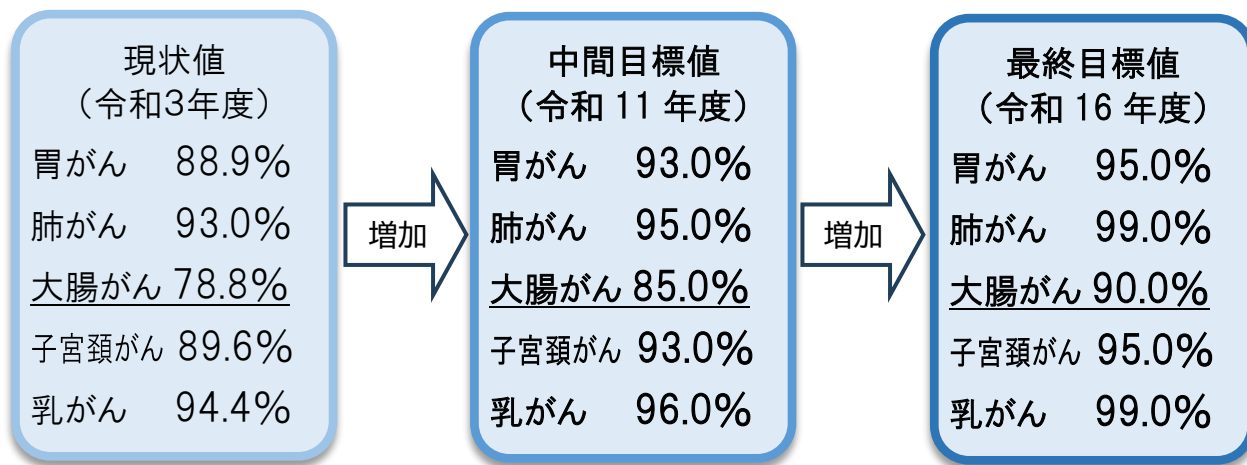 現状値
（令和3年度）
胃がん 88.9%
肺がん 93.0%
大腸がん 78.8%
子宮頚がん 89.6%
乳がん 94.4%
増加
中間目標値
（令和 11 年度）
胃がん 93.0%
肺がん 95.0%
大腸がん 85.0%
子宮頚がん 93.0%
乳がん 96.0%
増加
最終目標値
（令和 16 年度）
胃がん 95.0%
肺がん 99.0%
大腸がん 90.0%
子宮頚がん 95.0%
乳がん 99.0%